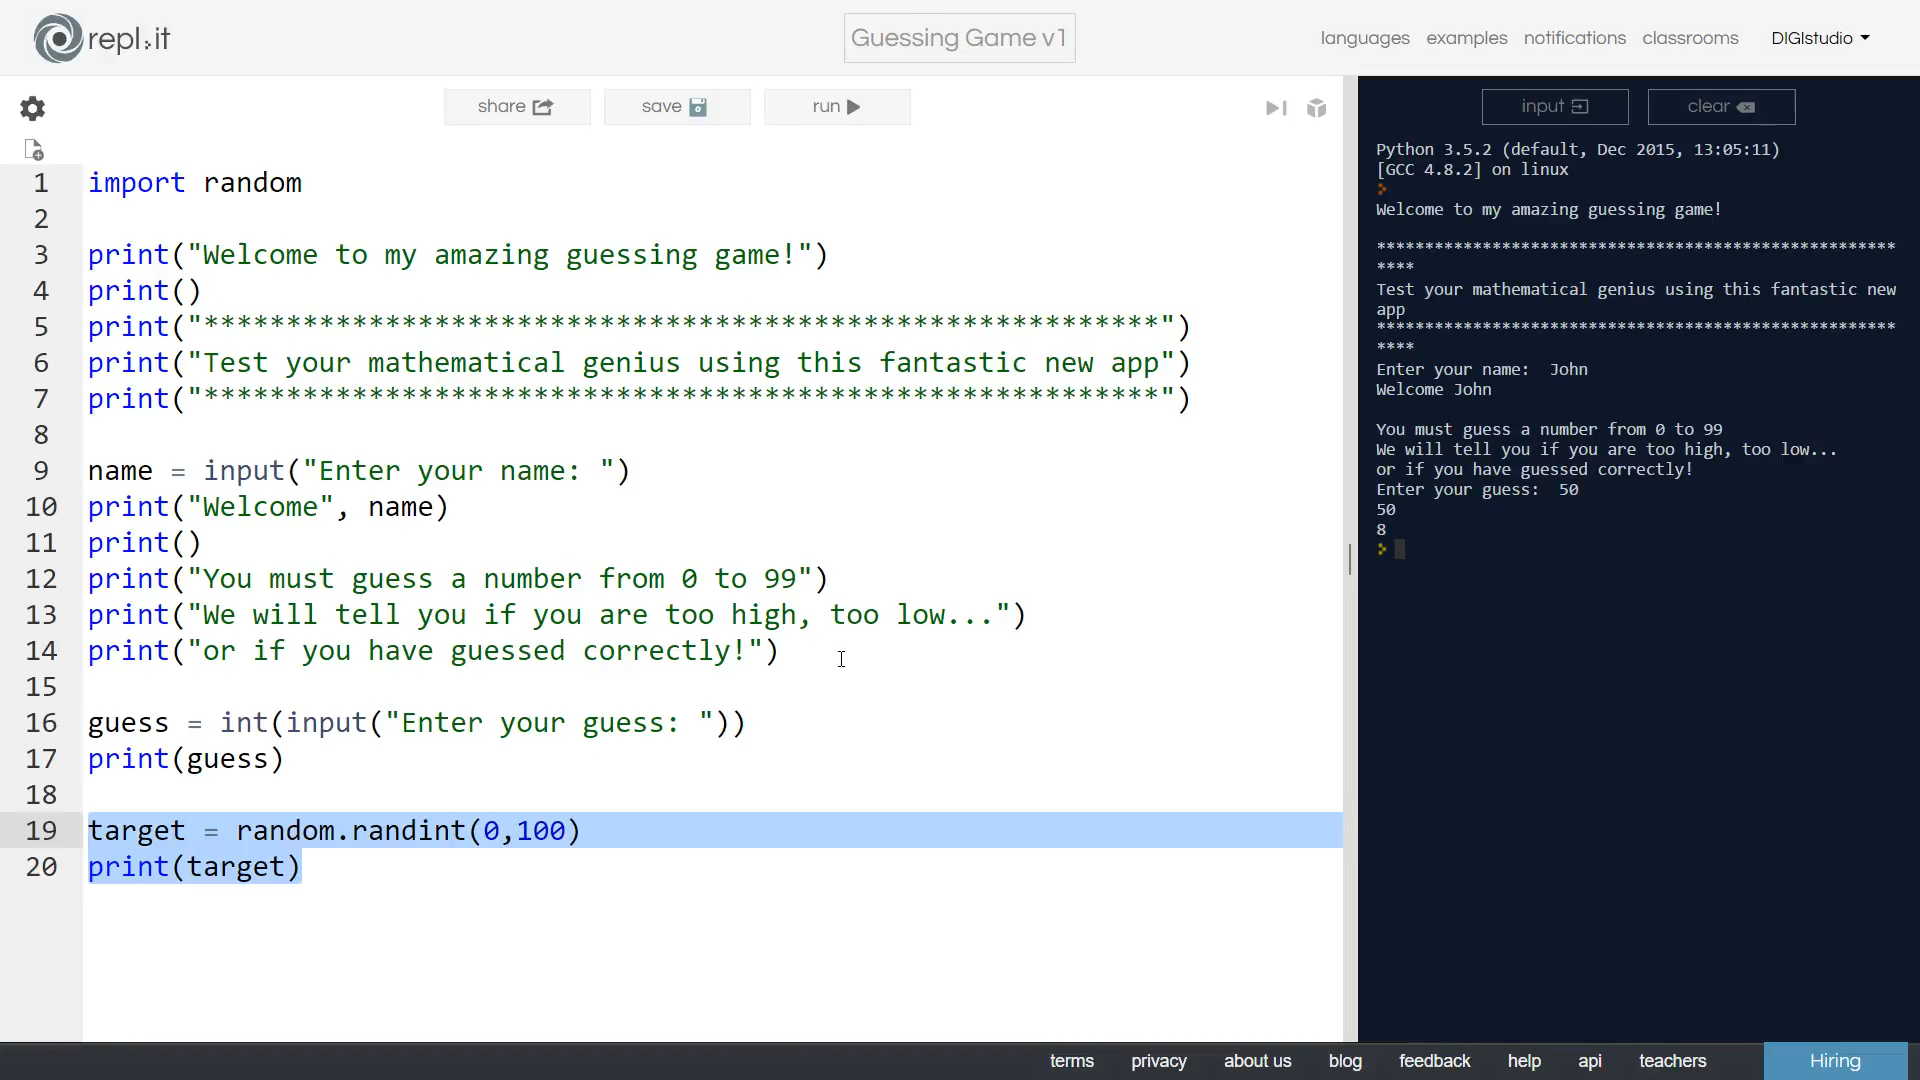 repl.it
Guessing Game v1
languages examples notifications classrooms DIGIstudio
share save run
input clear
1 import random
2
3 print("Welcome to my amazing guessing game!")
4 print()
5 print("**********************************************************")
6 print("Test your mathematical genius using this fantastic new app")
7 print("**********************************************************")
8
9 name = input("Enter your name: ")
10 print("Welcome", name)
11 print()
12 print("You must guess a number from 0 to 99")
13 print("We will tell you if you are too high, too low...")
14 print("or if you have guessed correctly!")
15
16 guess = int(input("Enter your guess: "))
17 print(guess)
18
19 target = random.randint(0,100)
20 print(target)
Python 3.5.2 (default, Dec 2015, 13:05:11)
[GCC 4.8.2] on linux
Welcome to my amazing guessing game!
******************************************************
****
Test your mathematical genius using this fantastic new
app
******************************************************
****
Enter your name:  John
Welcome John
You must guess a number from 0 to 99
We will tell you if you are too high, too low...
or if you have guessed correctly!
Enter your guess:  50
50
8
terms privacy about us blog feedback help api teachers Hiring